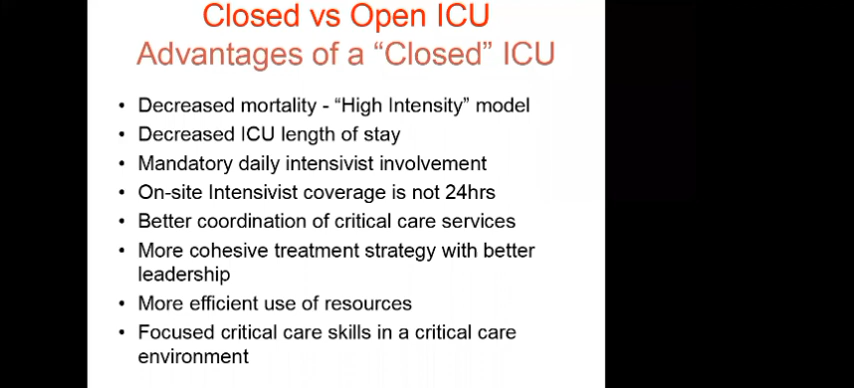 Closed vs Open ICU
Advantages of a “Closed” ICU
• Decreased mortality - “High Intensity” model
• Decreased ICU length of stay
• Mandatory daily intensivist involvement
• On-site Intensivist coverage is not 24hrs
• Better coordination of critical care services
• More cohesive treatment strategy with better
leadership
• More efficient use of resources
• Focused critical care skills in a critical care
environment